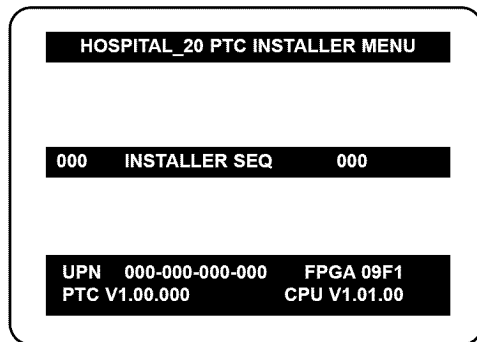 HOSPITAL_20 PTC INSTALLER MENU
000 INSTALLER SEQ 000
UPN 000-000-000-000 FPGA 09F1
PTC V1.00.000 CPU V1.01.00